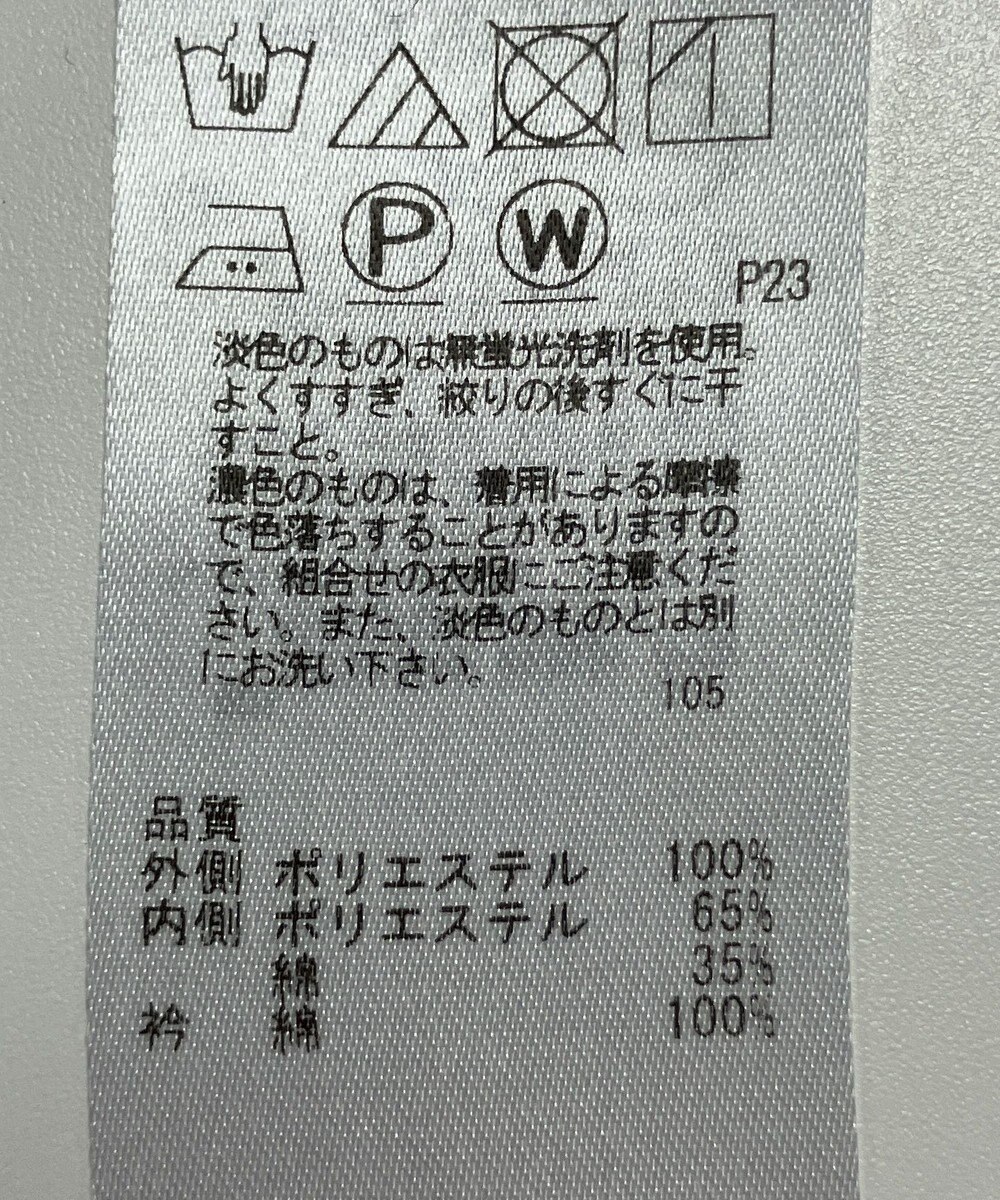 P W P23
淡色のものは無蛍光洗剤を使用。
よくすすぎ、絞りの後すぐに干
すこと。
濃色のものは、着用による摩擦
で色落ちすることがありますの
で、組合せの衣服にご注意くだ
さい。また、淡色のものとは別
にお洗い下さい。
105
品質
外側 ポリエステル 100%
内側 ポリエステル 65%
綿 35%
衿 綿 100%